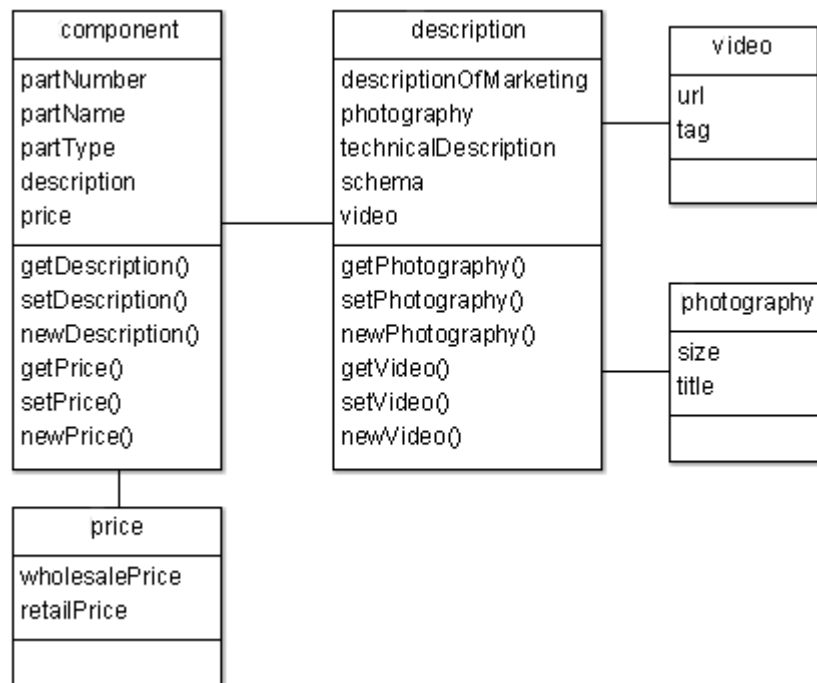 component
partNumber
partName
partType
description
price
getDescription()
setDescription()
newDescription()
getPrice()
setPrice()
newPrice()
description
descriptionOfMarketing
photography
technicalDescription
schema
video
getPhotography()
setPhotography()
newPhotography()
getVideo()
setVideo()
newVideo()
video
url
tag
photography
size
title
price
wholesalePrice
retailPrice